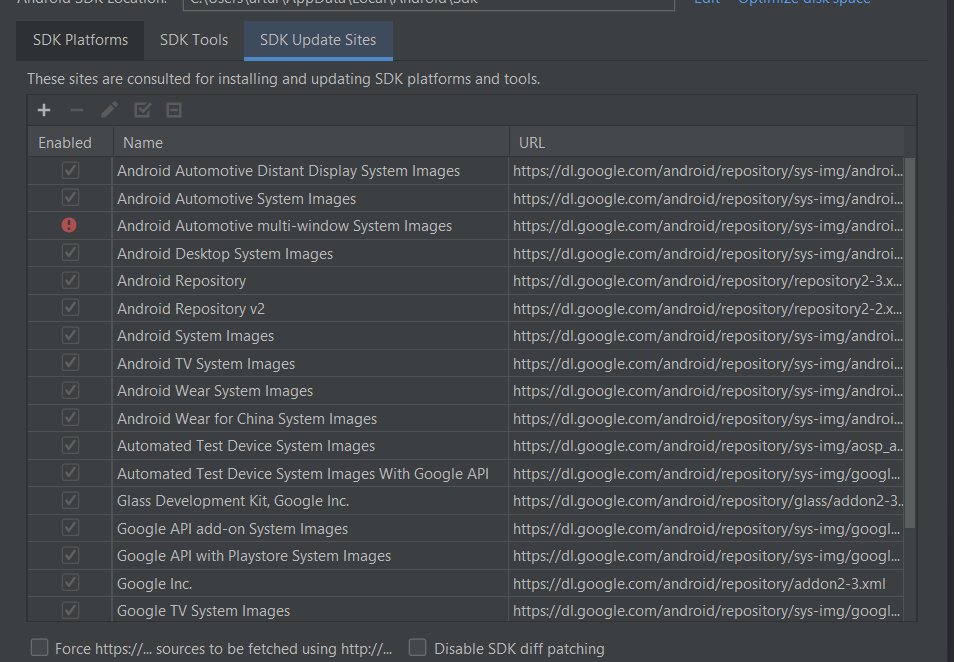 Android SDK Location: C:\Users\artur\AppData\Local\Android\Sdk Edit Optimize disk space
SDK Platforms SDK Tools SDK Update Sites
These sites are consulted for installing and updating SDK platforms and tools.
Enabled Name URL
Android Automotive Distant Display System Images https://dl.google.com/android/repository/sys-img/androi...
Android Automotive System Images https://dl.google.com/android/repository/sys-img/androi...
Android Automotive multi-window System Images https://dl.google.com/android/repository/sys-img/androi...
Android Desktop System Images https://dl.google.com/android/repository/sys-img/androi...
Android Repository https://dl.google.com/android/repository/repository2-3.x...
Android Repository v2 https://dl.google.com/android/repository/repository2-2.x...
Android System Images https://dl.google.com/android/repository/sys-img/androi...
Android TV System Images https://dl.google.com/android/repository/sys-img/androi...
Android Wear System Images https://dl.google.com/android/repository/sys-img/androi...
Android Wear for China System Images https://dl.google.com/android/repository/sys-img/androi...
Automated Test Device System Images https://dl.google.com/android/repository/sys-img/aosp_a...
Automated Test Device System Images With Google API https://dl.google.com/android/repository/sys-img/googl...
Glass Development Kit, Google Inc. https://dl.google.com/android/repository/glass/addon2-3...
Google API add-on System Images https://dl.google.com/android/repository/sys-img/googl...
Google API with Playstore System Images https://dl.google.com/android/repository/sys-img/googl...
Google Inc. https://dl.google.com/android/repository/addon2-3.xml
Google TV System Images https://dl.google.com/android/repository/sys-img/googl...
Force https://... sources to be fetched using http://... Disable SDK diff patching